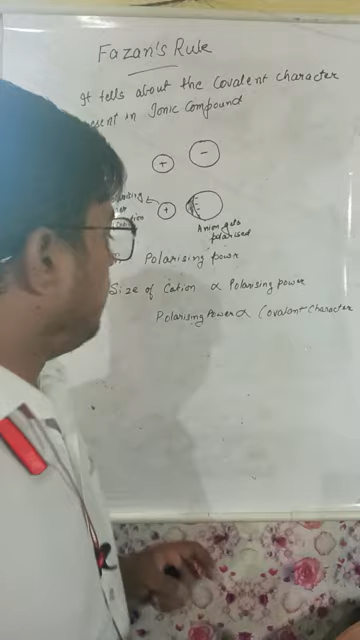 Fazan's Rule
It tells about the Covalent character
in Ionic Compound
+ -
+
Anion gets
polarised
Polarising power
Size of Cation ∝ Polarising power
Polarising Power ∝ Covalent Character